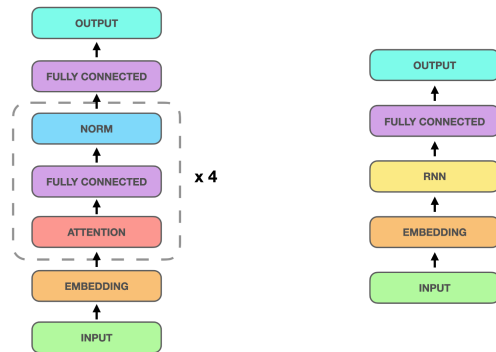 OUTPUT
FULLY CONNECTED
NORM
FULLY CONNECTED
ATTENTION
x 4
EMBEDDING
INPUT
OUTPUT
FULLY CONNECTED
RNN
EMBEDDING
INPUT